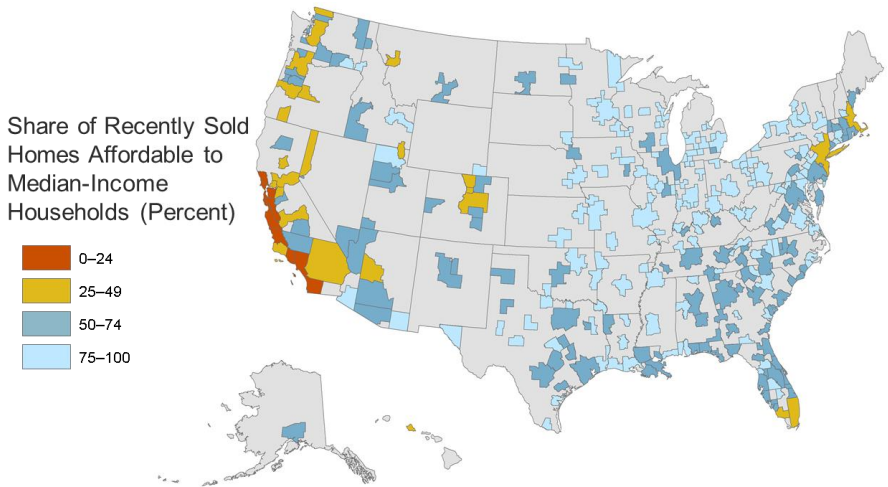 Share of Recently Sold
Homes Affordable to
Median-Income
Households (Percent)
0–24
25–49
50–74
75–100